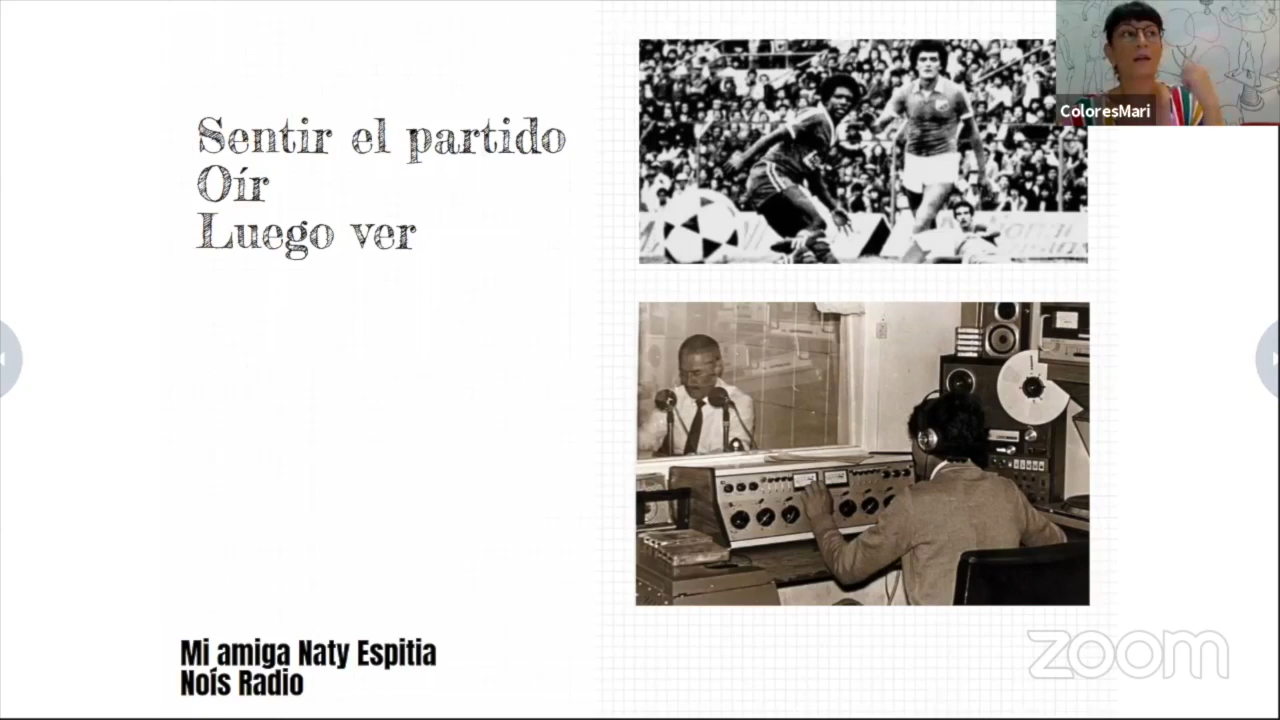 Sentir el partido
Oír
Luego ver
ColoresMari
Mi amiga Naty Espitia
Noís Radio
zoom